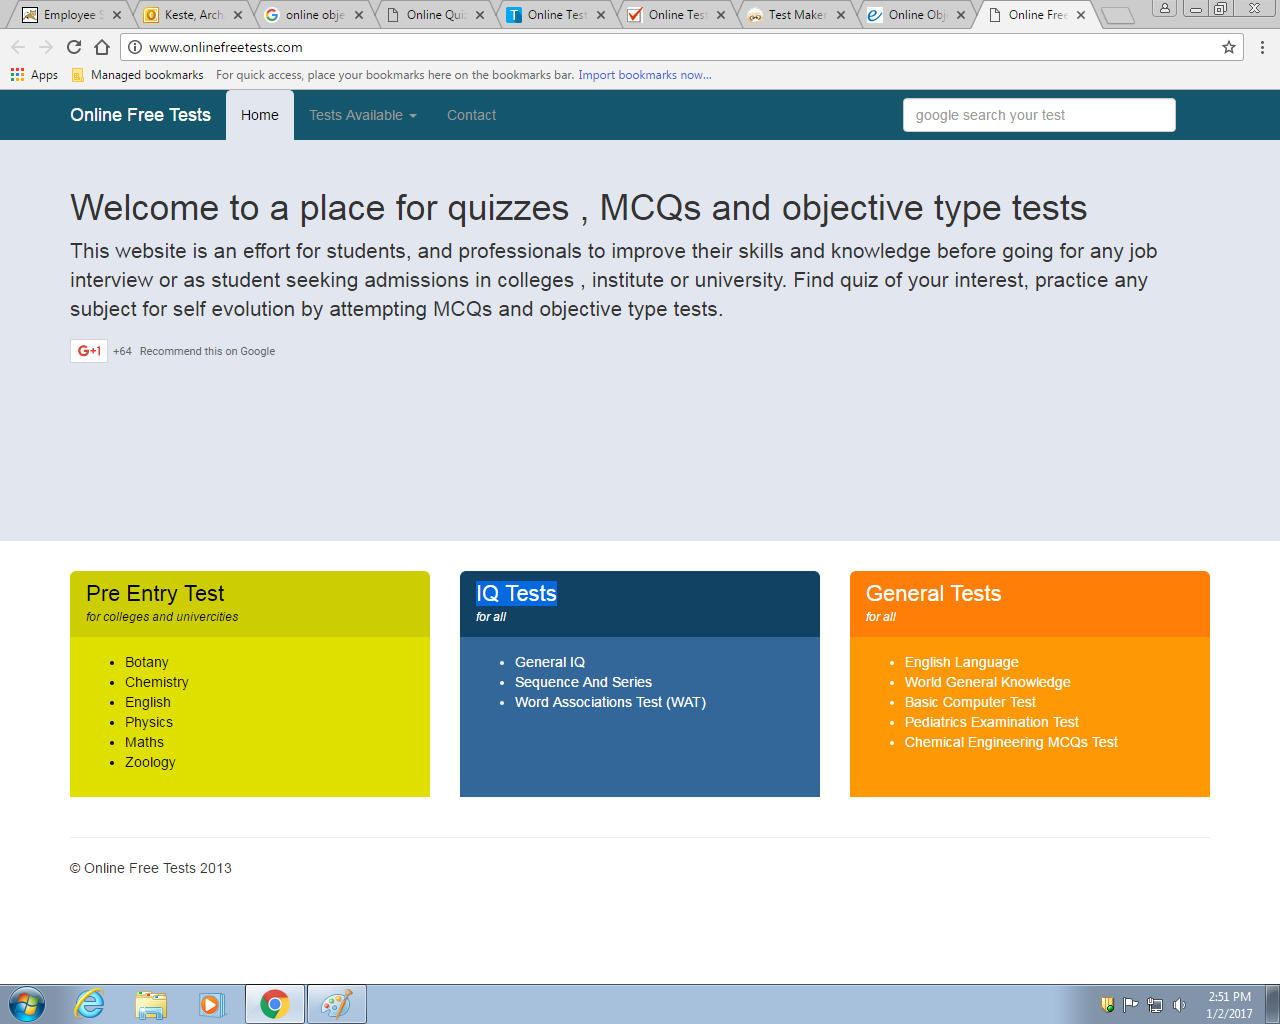 Employee S
Keste, Arch
online obje
Online Quiz
Online Test
Online Test
Test Maker
Online Obj
Online Free
www.onlinefreetests.com
Apps
Managed bookmarks
For quick access, place your bookmarks here on the bookmarks bar. Import bookmarks now...
Online Free Tests
Home
Tests Available
Contact
google search your test
Welcome to a place for quizzes , MCQs and objective type tests
This website is an effort for students, and professionals to improve their skills and knowledge before going for any job
interview or as student seeking admissions in colleges , institute or university. Find quiz of your interest, practice any
subject for self evolution by attempting MCQs and objective type tests.
G+1 +64 Recommend this on Google
Pre Entry Test
for colleges and univercities
Botany
Chemistry
English
Physics
Maths
Zoology
IQ Tests
for all
General IQ
Sequence And Series
Word Associations Test (WAT)
General Tests
for all
English Language
World General Knowledge
Basic Computer Test
Pediatrics Examination Test
Chemical Engineering MCQs Test
© Online Free Tests 2013
2:51 PM
1/2/2017